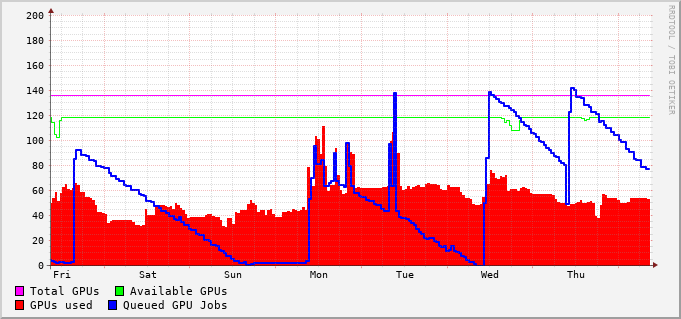 200
180
160
140
120
100
80
60
40
20
0
Fri Sat Sun Mon Tue Wed Thu
Total GPUs Available GPUs
GPUs used Queued GPU Jobs
RRDTOOL / TOBI OETIKER